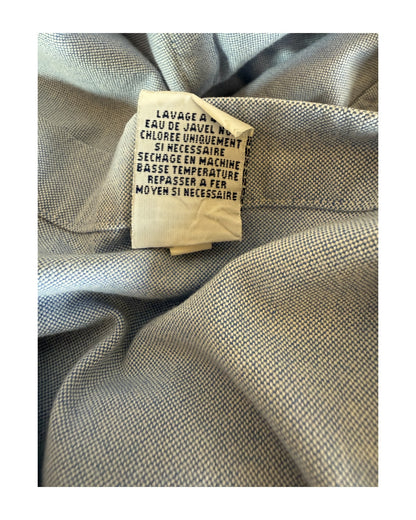 LAVAGE A
EAU DE JAVEL
CHLOREE UNIQUEMENT
SI NECESSAIRE
SECHAGE EN MACHINE
BASSE TEMPERATURE
REPASSER A FER
MOYEN SI NECESSAIRE